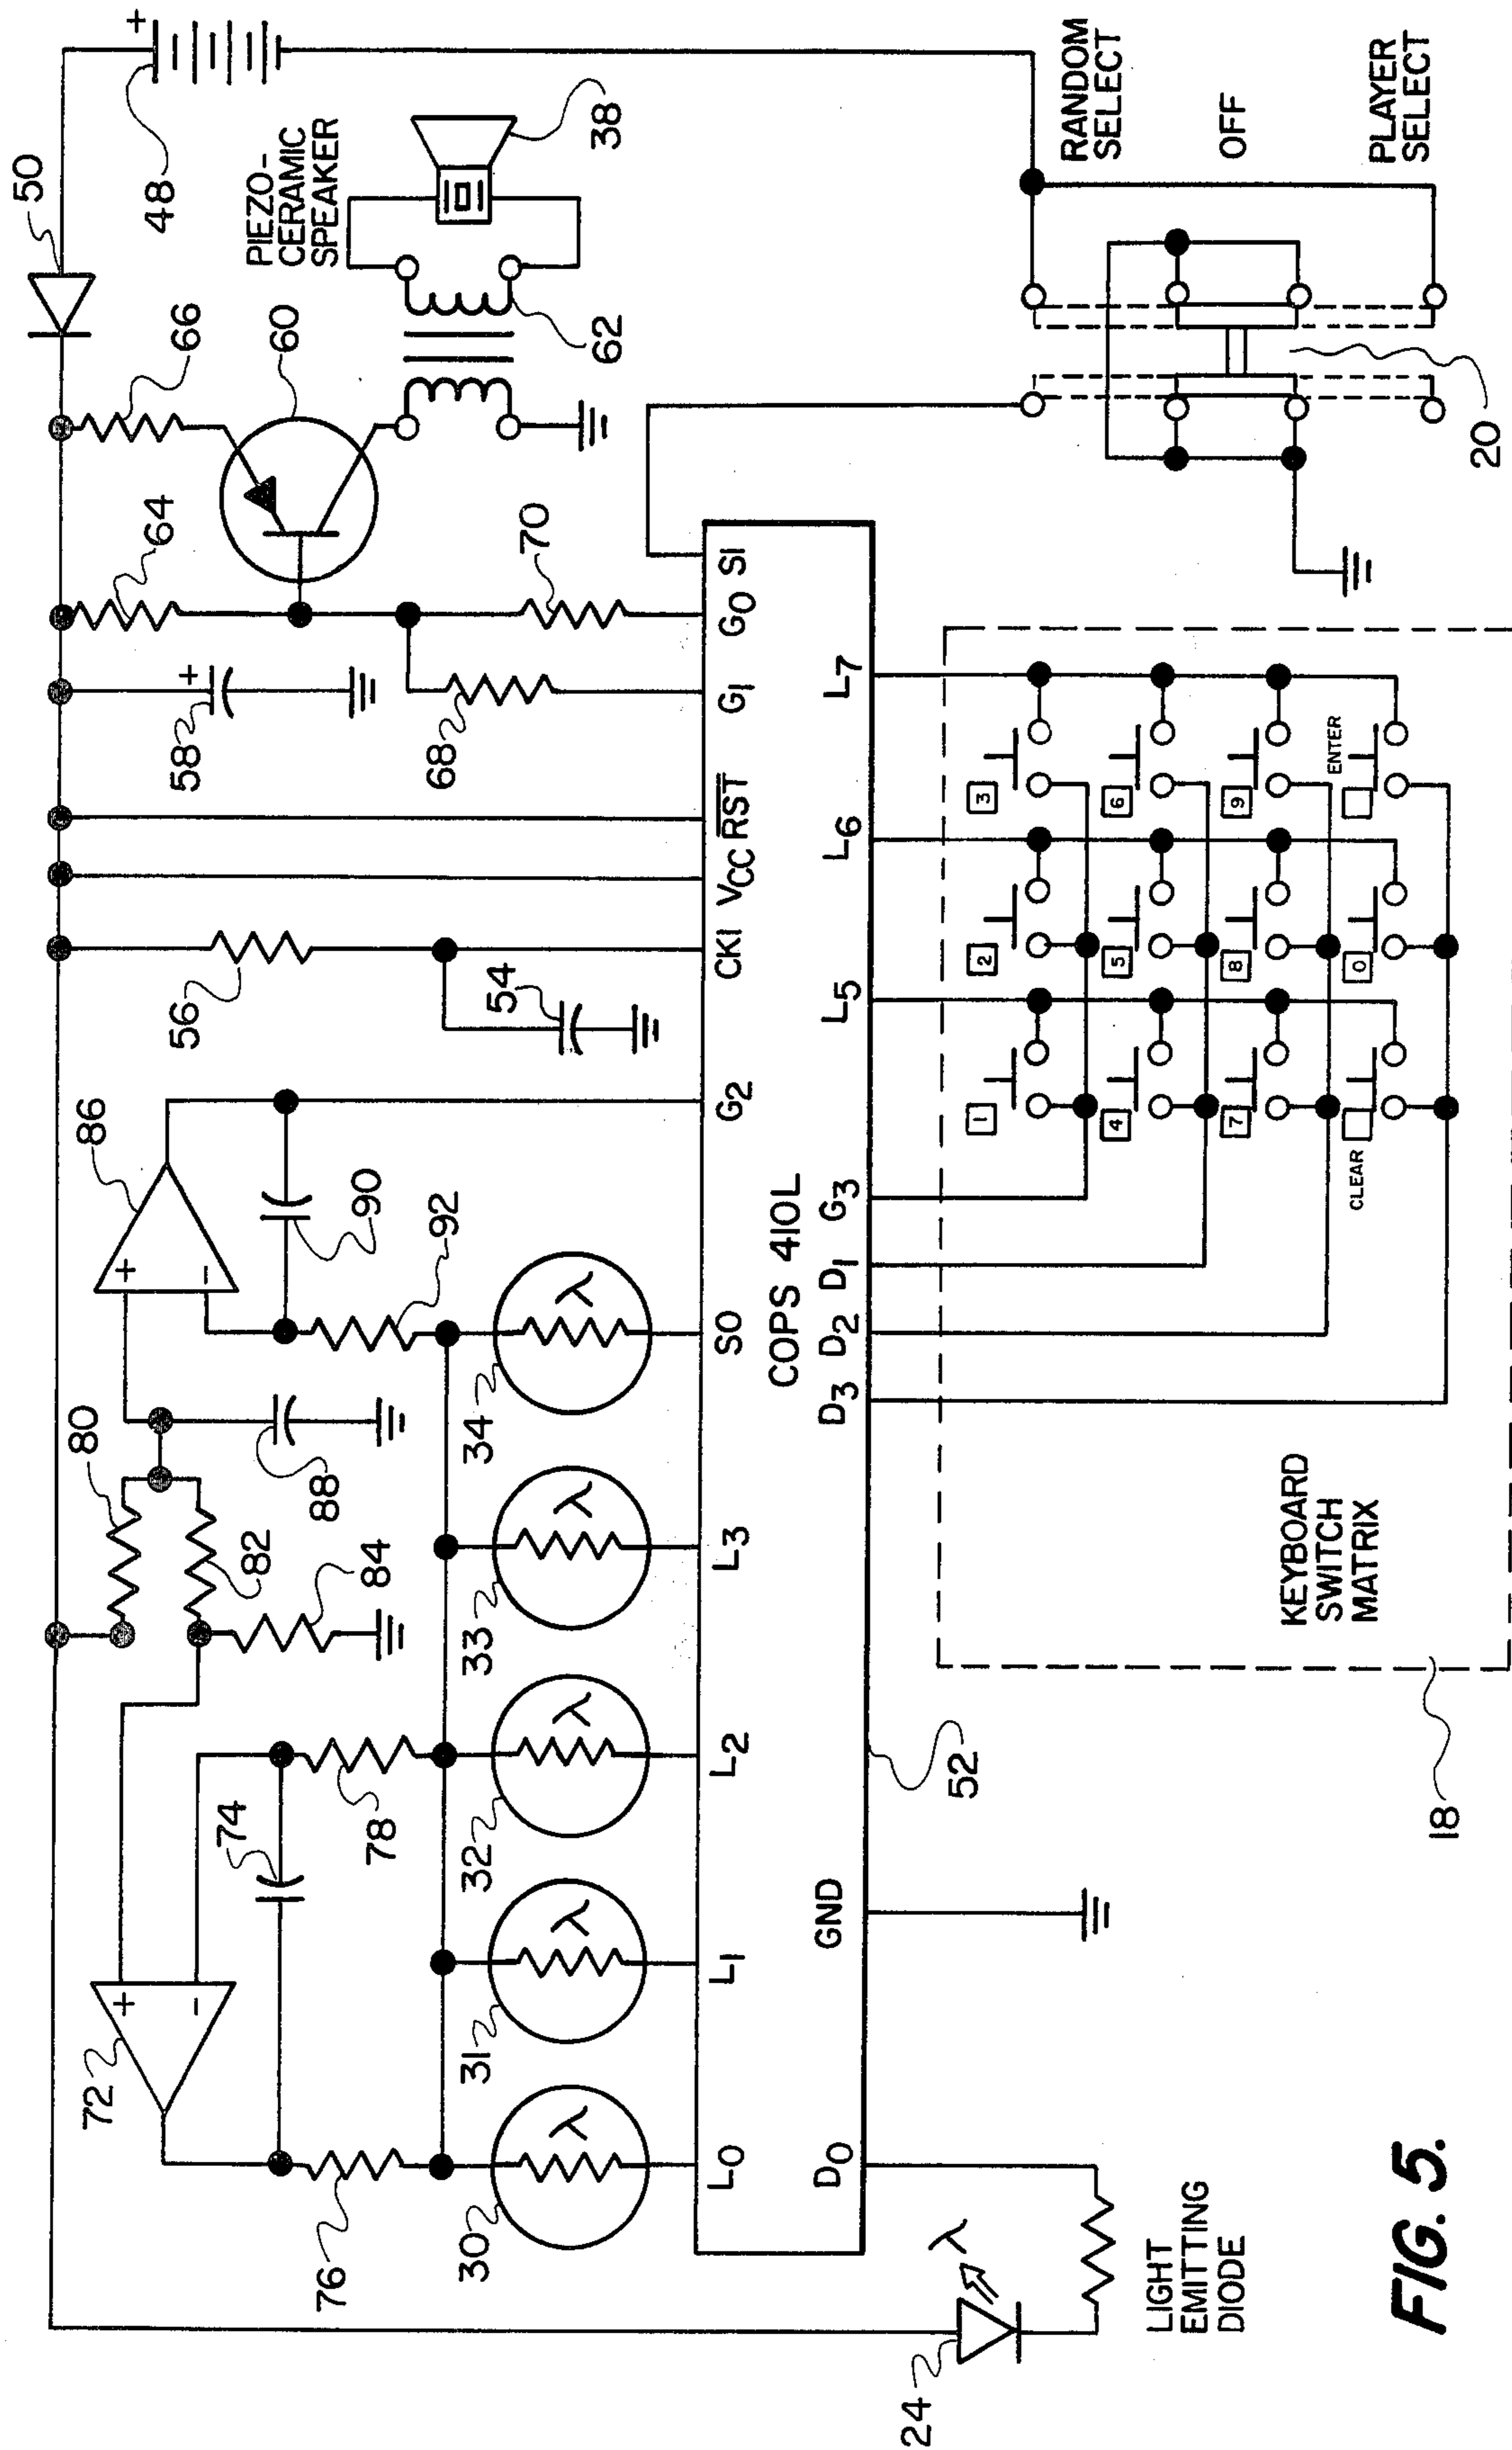 50
+
48
PIEZO-
CERAMIC
SPEAKER
38
66
60
62
64
70
58
+
68
56
54
86
+
-
90
92
80
82
84
88
72
+
-
74
76
78
30
λ
31
λ
32
λ
33
λ
34
λ
L0
L1
L2
L3
SO
G2
CKI
VCC
RST
G1
G0
SI
COPS 410L
D0
GND
D3
D2
D1
G3
L5
L6
L7
52
24
λ
LIGHT
EMITTING
DIODE
KEYBOARD
SWITCH
MATRIX
18
1
2
3
4
5
6
7
8
9
CLEAR
0
ENTER
RANDOM
SELECT
OFF
PLAYER
SELECT
20
FIG. 5.